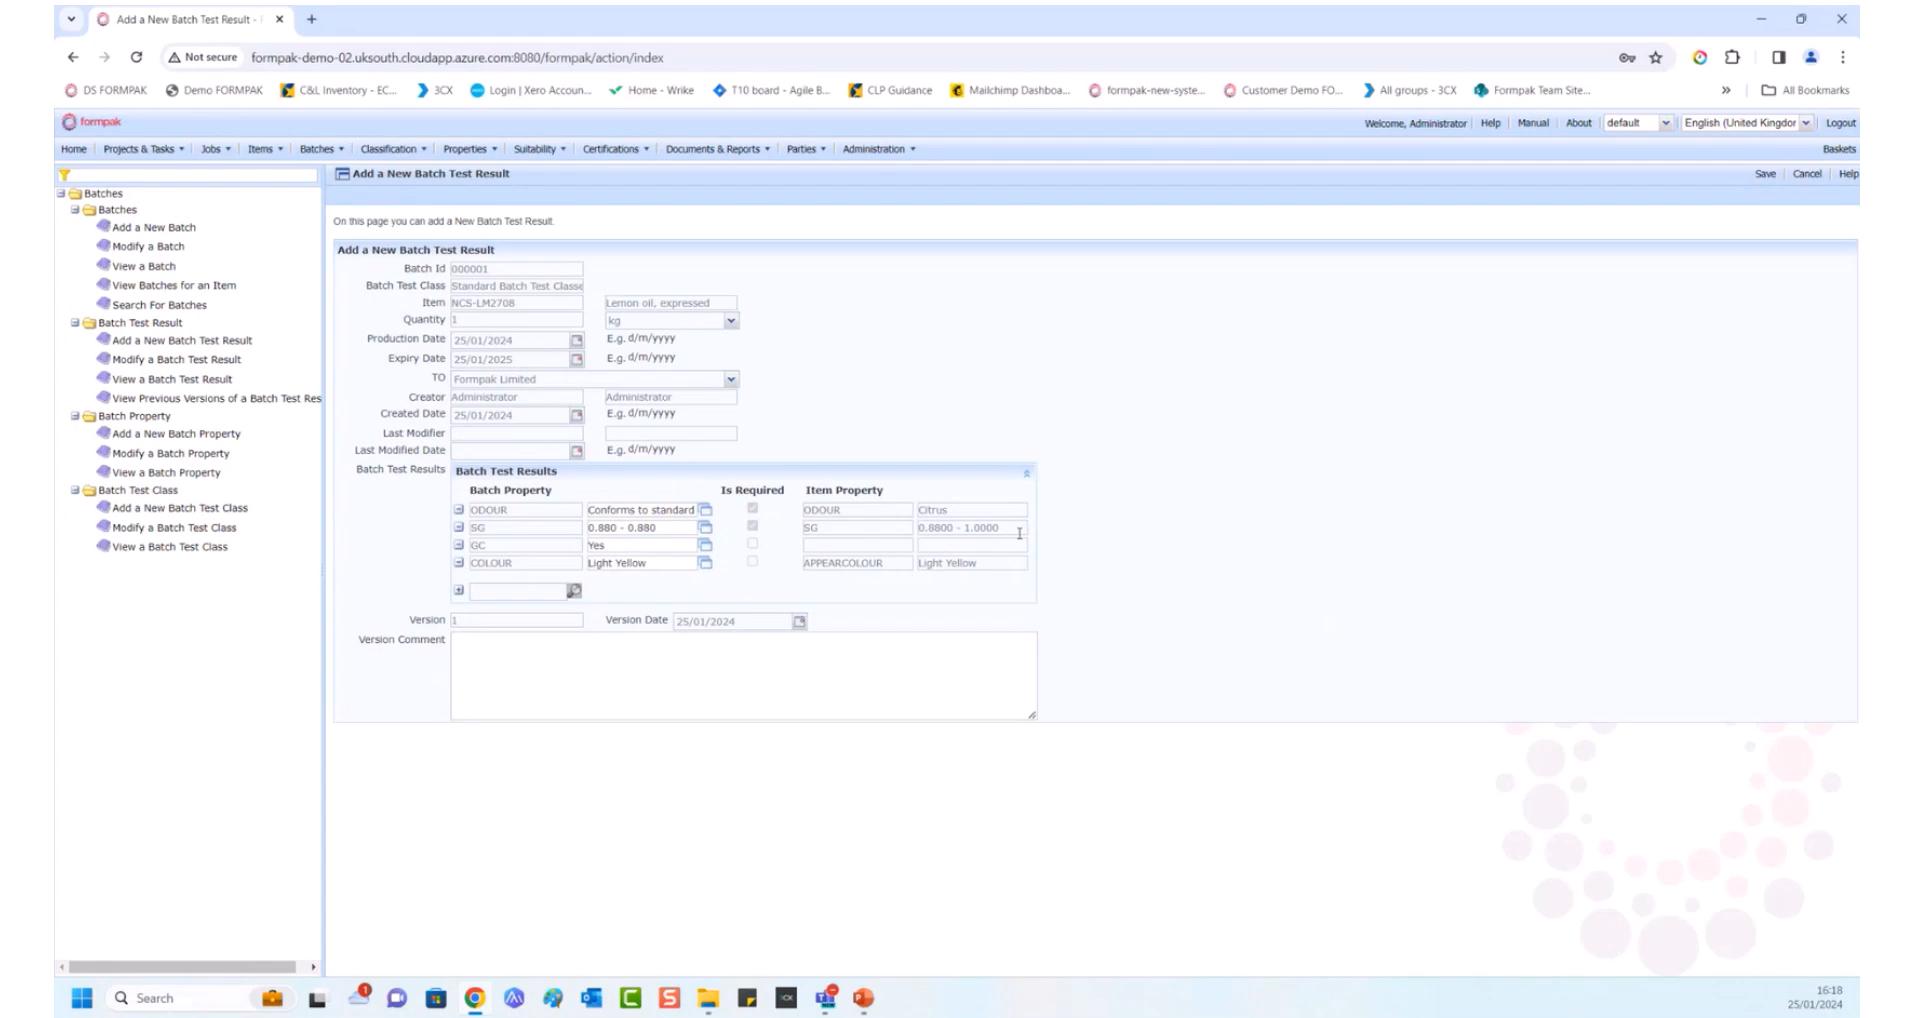 Add a New Batch Test Result -
Not secure formpak-demo-02.uksouth.cloudapp.azure.com:8080/formpak/action/index
DS FORMPAK Demo FORMPAK C&L Inventory - EC... 3CX Login | Xero Accoun... Home - Wrike T10 board - Agile B... CLP Guidance Mailchimp Dashboa... formpak-new-syste... Customer Demo FO... All groups - 3CX Formpak Team Site... » All Bookmarks
formpak Welcome, Administrator Help Manual About default English (United Kingdor Logout
Home Projects & Tasks Jobs Items Batches Classification Properties Suitability Certifications Documents & Reports Parties Administration Baskets
Add a New Batch Test Result Save Cancel Help
Batches
Batches
Add a New Batch
Modify a Batch
View a Batch
View Batches for an Item
Search For Batches
Batch Test Result
Add a New Batch Test Result
Modify a Batch Test Result
View a Batch Test Result
View Previous Versions of a Batch Test Res
Batch Property
Add a New Batch Property
Modify a Batch Property
View a Batch Property
Batch Test Class
Add a New Batch Test Class
Modify a Batch Test Class
View a Batch Test Class
On this page you can add a New Batch Test Result.
Add a New Batch Test Result
Batch Id 000001
Batch Test Class Standard Batch Test Classe
Item NCS-LM2708 Lemon oil, expressed
Quantity 1 kg
Production Date 25/01/2024 E.g. d/m/yyyy
Expiry Date 25/01/2025 E.g. d/m/yyyy
TO Formpak Limited
Creator Administrator Administrator
Created Date 25/01/2024 E.g. d/m/yyyy
Last Modifier
Last Modified Date E.g. d/m/yyyy
Batch Test Results Batch Test Results
Batch Property Is Required Item Property
ODOUR Conforms to standard ODOUR Citrus
SG 0.880 - 0.880 SG 0.8800 - 1.0000
GC Yes
COLOUR Light Yellow APPEARCOLOUR Light Yellow
Version 1 Version Date 25/01/2024
Version Comment
Search
16:18
25/01/2024